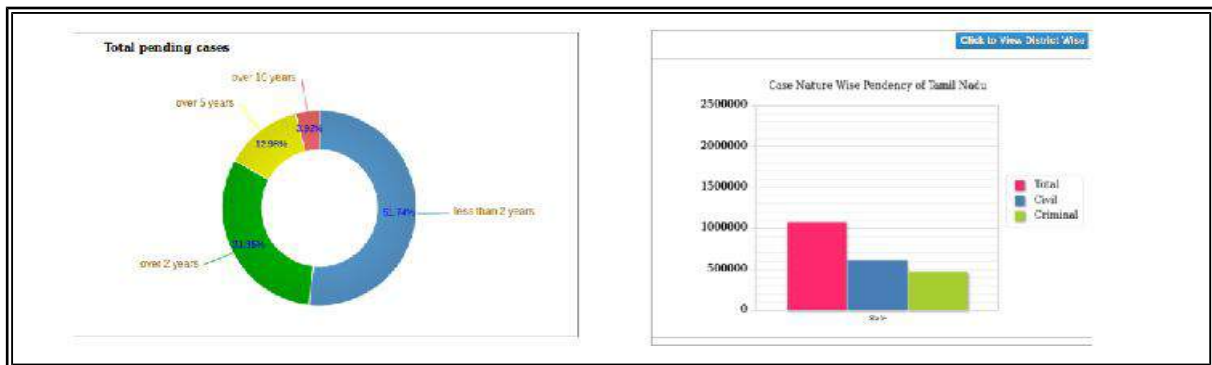 Total pending cases
over 10 years
over 5 years
3.92%
12.98%
51.74%
less than 2 years
over 2 years
Click to View District Wise
Case Nature Wise Pendency of Tamil Nadu
2500000
2000000
1500000
1000000
500000
0
Total
Civil
Criminal